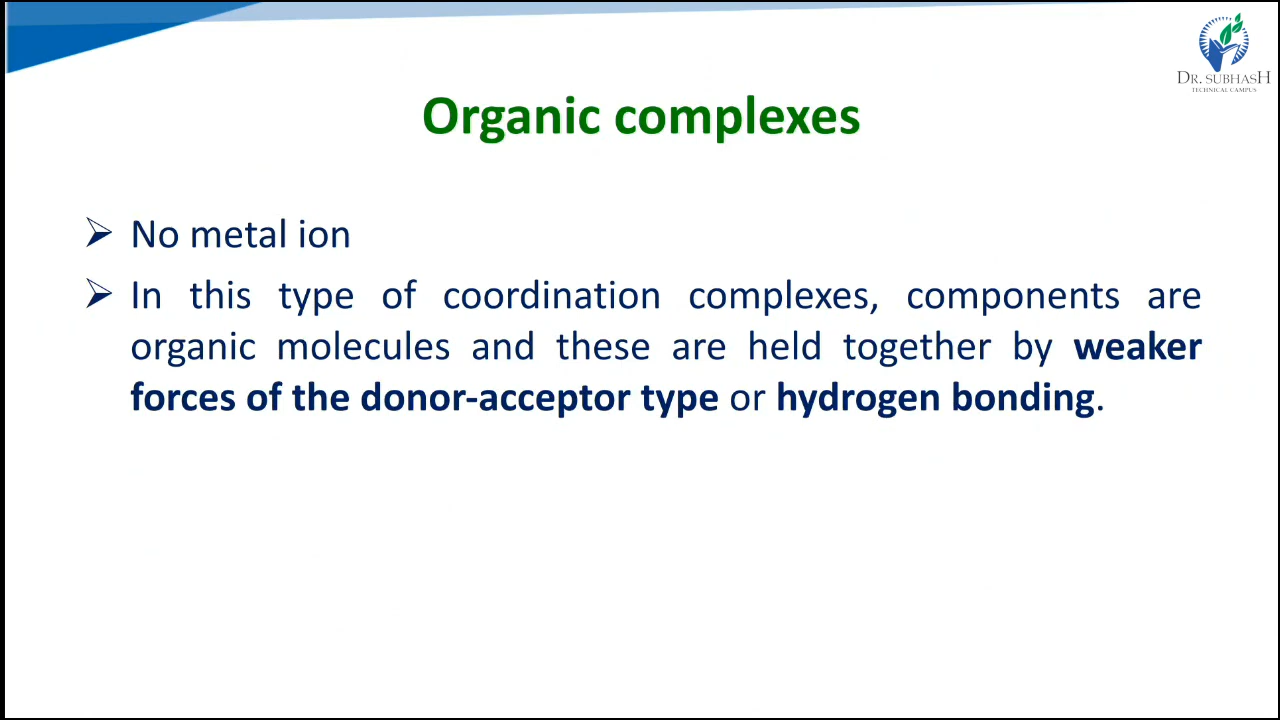 DR. SUBHASH
TECHNICAL CAMPUS
Organic complexes
No metal ion
In this type of coordination complexes, components are
organic molecules and these are held together by weaker
forces of the donor-acceptor type or hydrogen bonding.